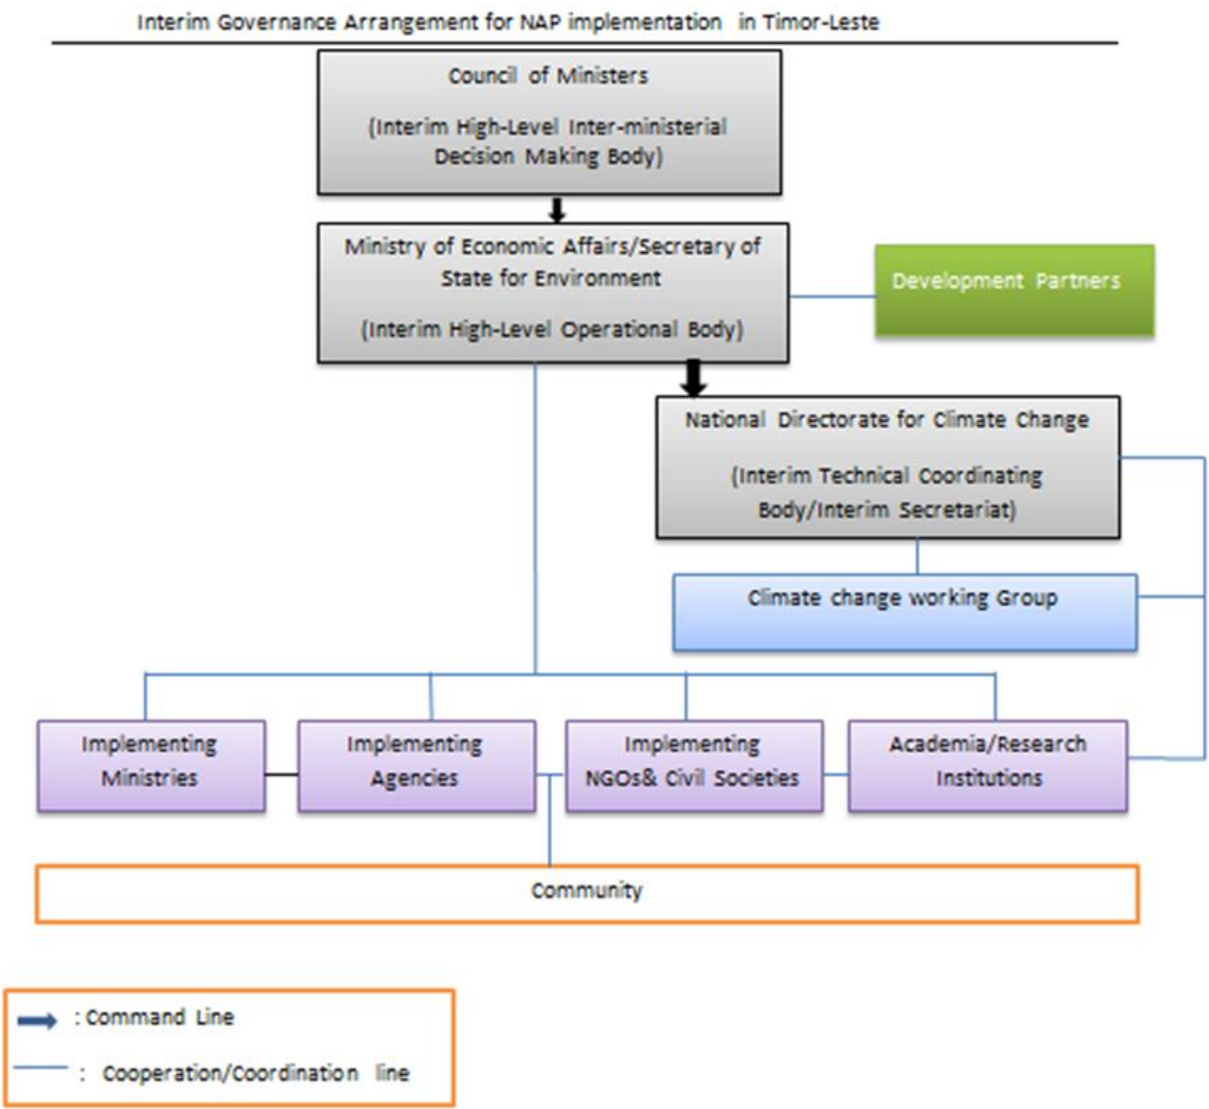 Interim Governance Arrangement for NAP implementation in Timor-Leste
Council of Ministers
(Interim High-Level Inter-ministerial
Decision Making Body)
Ministry of Economic Affairs/Secretary of
State for Environment
(Interim High-Level Operational Body)
Development Partners
National Directorate for Climate Change
(Interim Technical Coordinating
Body/Interim Secretariat)
Climate change working Group
Implementing
Ministries
Implementing
Agencies
Implementing
NGOs& Civil Societies
Academia/Research
Institutions
Community
: Command Line
: Cooperation/Coordination line